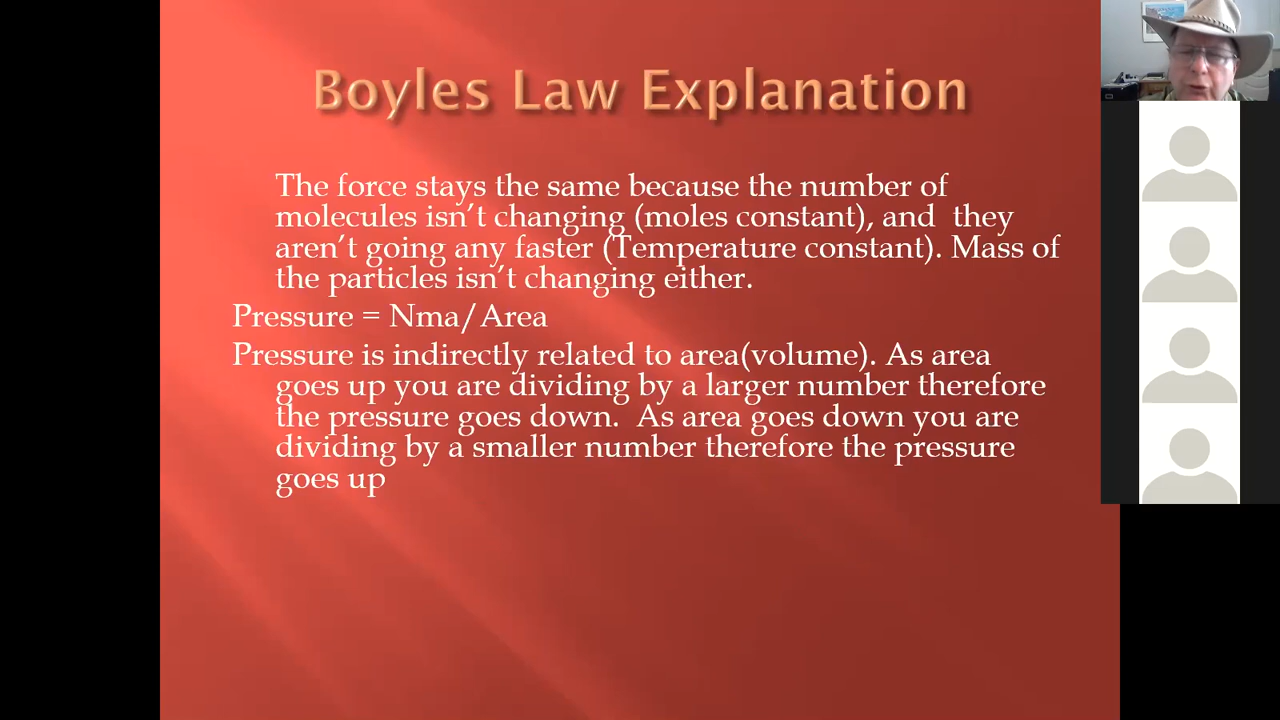 Boyles Law Explanation
The force stays the same because the number of
molecules isn’t changing (moles constant), and  they
aren’t going any faster (Temperature constant). Mass of
the particles isn’t changing either.
Pressure = Nma/Area
Pressure is indirectly related to area(volume). As area
goes up you are dividing by a larger number therefore
the pressure goes down.  As area goes down you are
dividing by a smaller number therefore the pressure
goes up